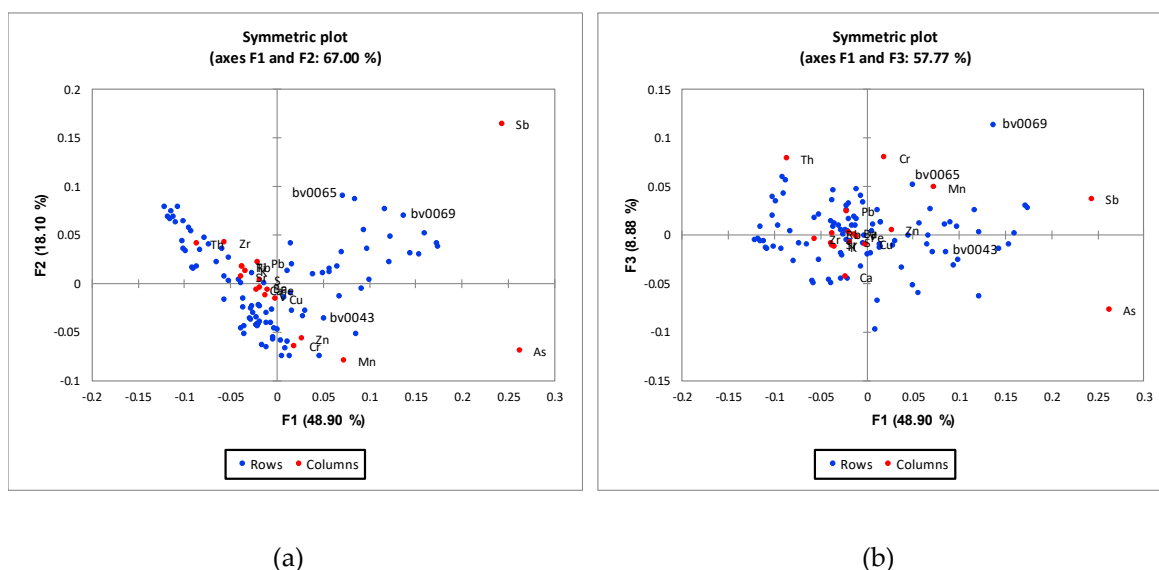 Symmetric plot
(axes F1 and F2: 67.00 %)
0.2
0.15
0.1
0.05
0
-0.05
-0.1
-0.2
-0.15
-0.1
-0.05
0
0.05
0.1
0.15
0.2
0.25
0.3
F2 (18.10 %)
F1 (48.90 %)
Sb
bv0065
bv0069
Th
Zr
Pb
S
Cu
bv0043
Zn
Cr
Mn
As
Rows
Columns
(a)
Symmetric plot
(axes F1 and F3: 57.77 %)
0.15
0.1
0.05
0
-0.05
-0.1
-0.15
-0.2
-0.15
-0.1
-0.05
0
0.05
0.1
0.15
0.2
0.25
0.3
F3 (8.88 %)
F1 (48.90 %)
bv0069
Th
Cr
bv0065
Mn
Sb
Pb
Zn
Zr
Fe
S
Cu
bv0043
Ca
As
Rows
Columns
(b)